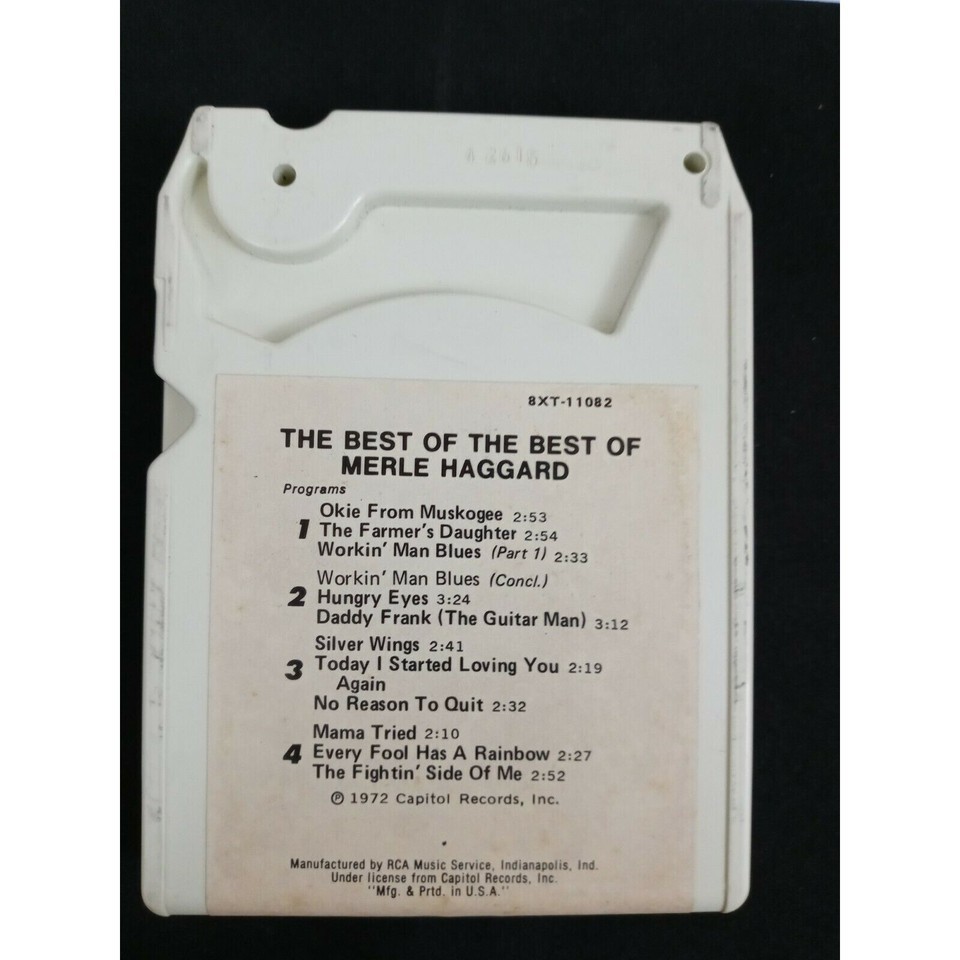 8XT-11082
THE BEST OF THE BEST OF
MERLE HAGGARD
Programs
Okie From Muskogee 2:53
1 The Farmer's Daughter 2:54
Workin' Man Blues (Part 1) 2:33
Workin' Man Blues (Concl.)
2 Hungry Eyes 3:24
Daddy Frank (The Guitar Man) 3:12
Silver Wings 2:41
3 Today I Started Loving You 2:19
Again
No Reason To Quit 2:32
Mama Tried 2:10
4 Every Fool Has A Rainbow 2:27
The Fightin' Side Of Me 2:52
℗ 1972 Capitol Records, Inc.
Manufactured by RCA Music Service, Indianapolis, Ind.
Under license from Capitol Records, Inc.
"Mfg. & Prtd. in U.S.A."